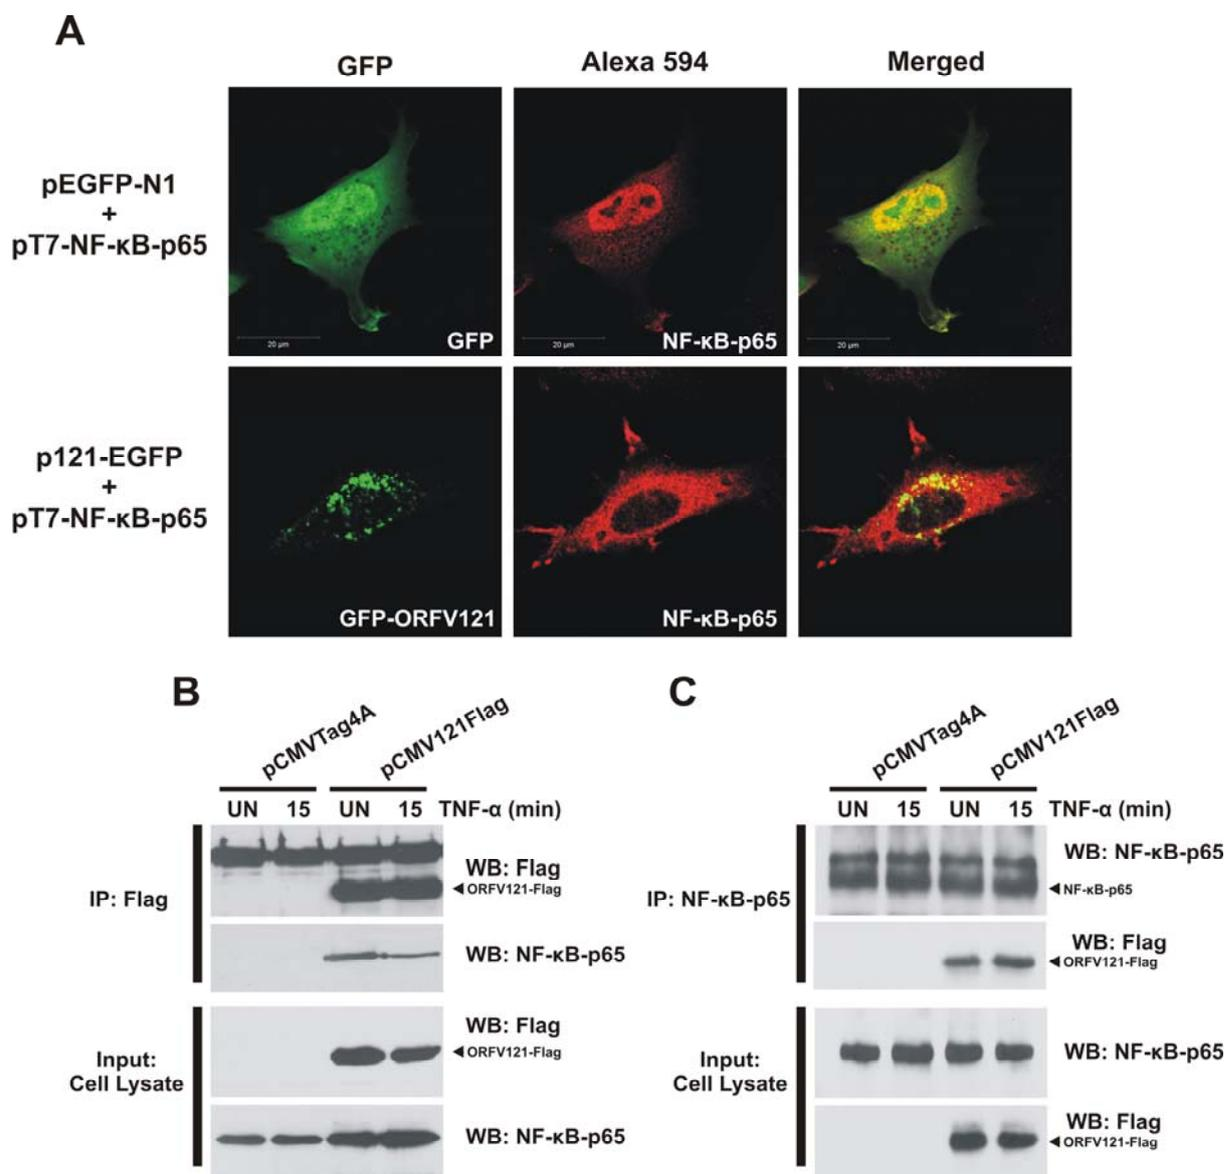 A
GFP
Alexa 594
Merged
pEGFP-N1
+
pT7-NF-κB-p65
20 µm
GFP
20 µm
NF-κB-p65
20 µm
p121-EGFP
+
pT7-NF-κB-p65
GFP-ORFV121
NF-κB-p65
B
pCMVTag4A
pCMV121Flag
UN 15 UN 15 TNF-α (min)
IP: Flag
WB: Flag
◄ORFV121-Flag
WB: NF-κB-p65
Input:
Cell Lysate
WB: Flag
◄ORFV121-Flag
WB: NF-κB-p65
C
pCMVTag4A
pCMV121Flag
UN 15 UN 15 TNF-α (min)
IP: NF-κB-p65
WB: NF-κB-p65
◄NF-κB-p65
WB: Flag
◄ORFV121-Flag
Input:
Cell Lysate
WB: NF-κB-p65
WB: Flag
◄ORFV121-Flag